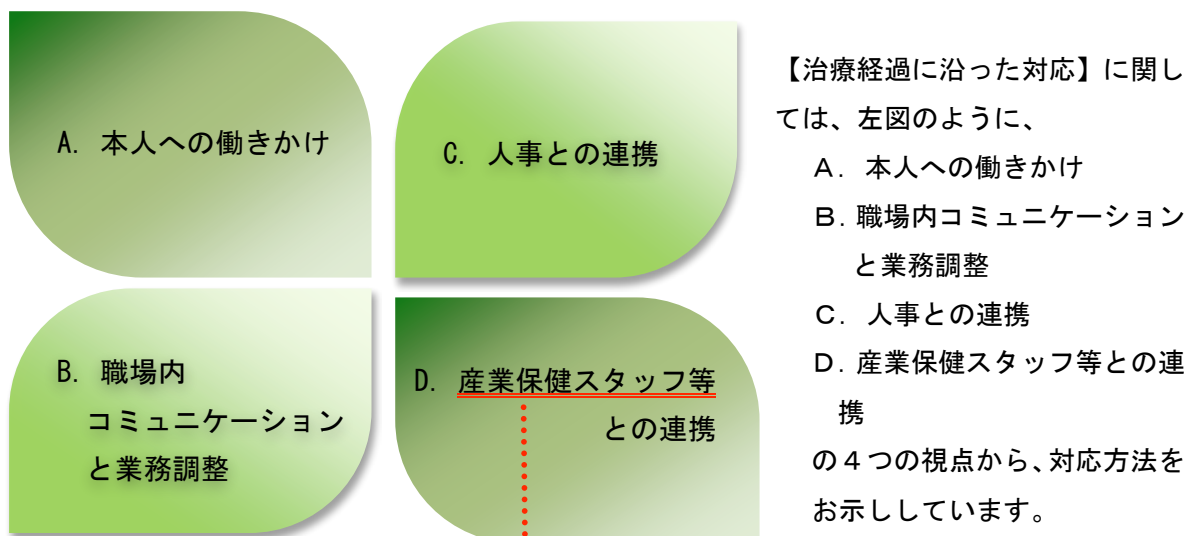 A. 本人への働きかけ
C. 人事との連携
B. 職場内
コミュニケーション
と業務調整
D. 産業保健スタッフ等
との連携
【治療経過に沿った対応】に関し
ては、左図のように、
A. 本人への働きかけ
B. 職場内コミュニケーション
と業務調整
C. 人事との連携
D. 産業保健スタッフ等との連
携
の４つの視点から、対応方法を
お示ししています。